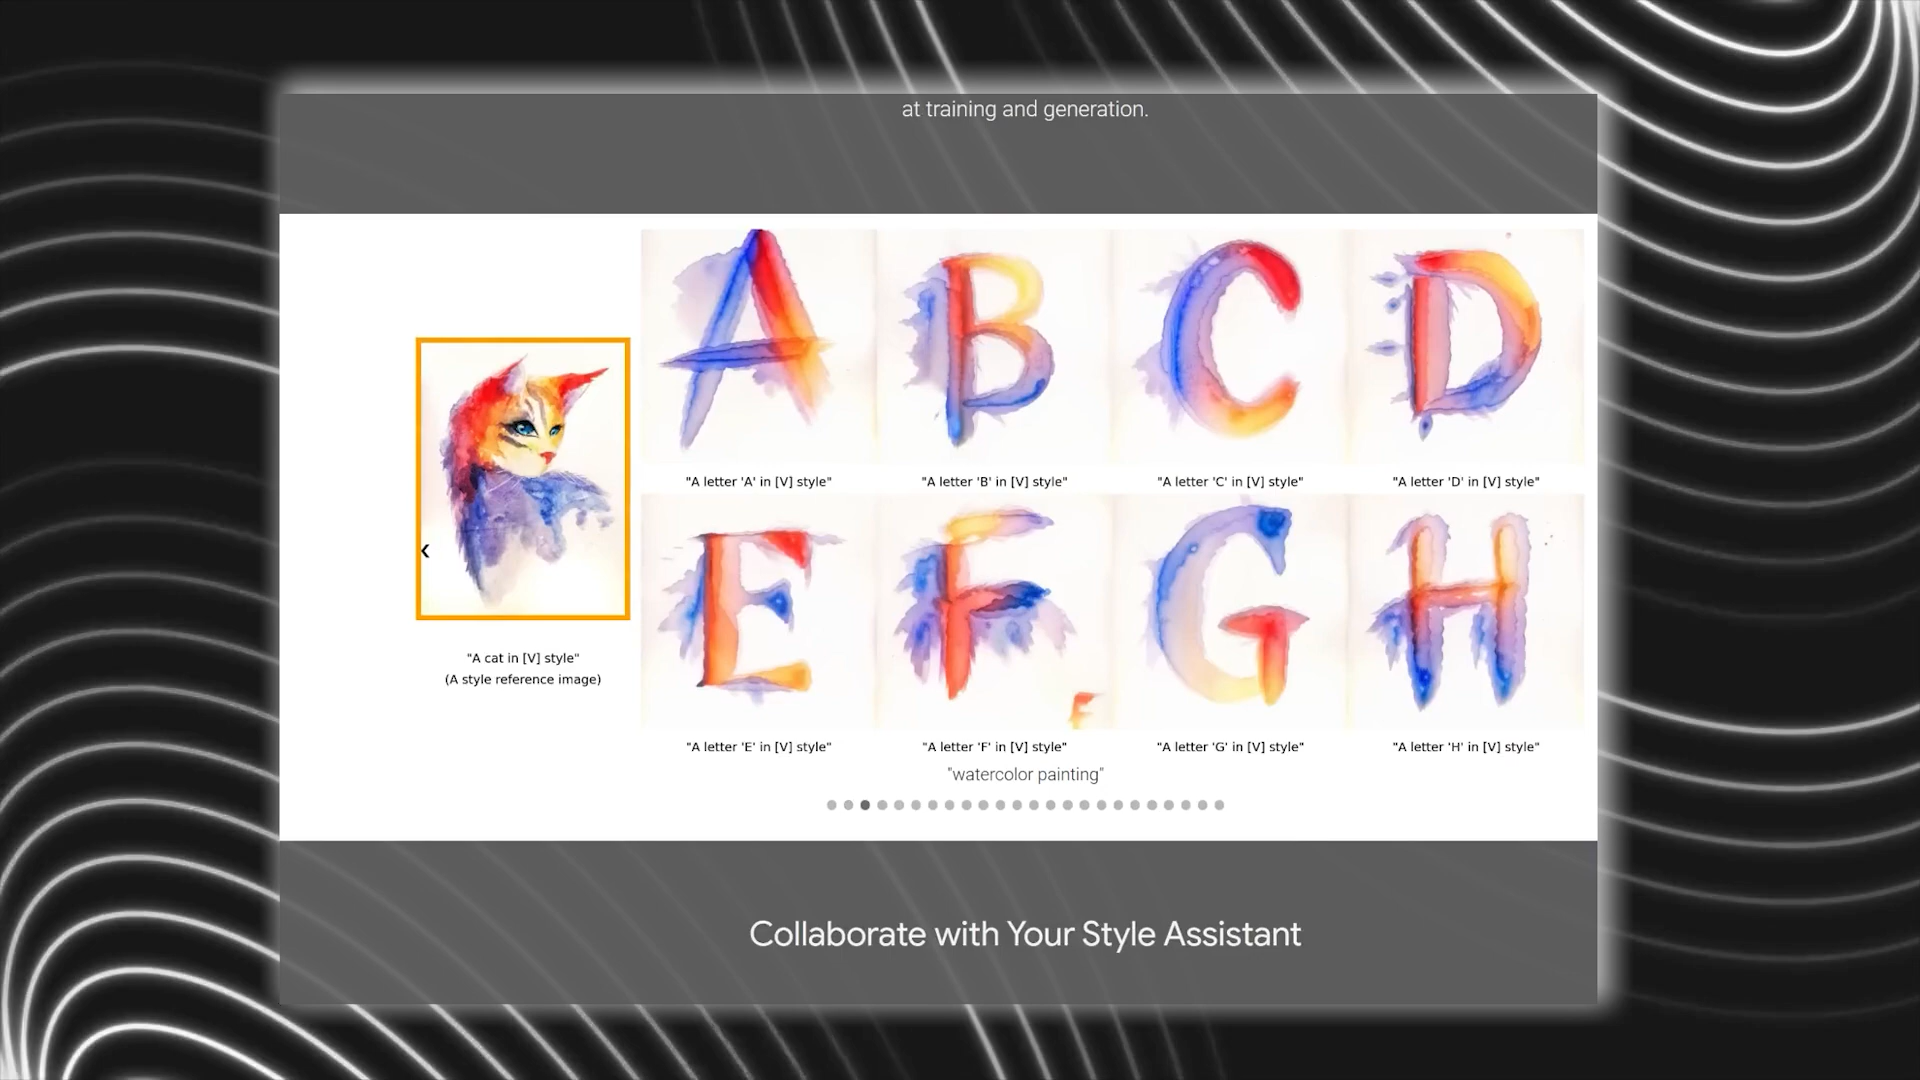 at training and generation.
A B C D
"A letter 'A' in [V] style" "A letter 'B' in [V] style" "A letter 'C' in [V] style" "A letter 'D' in [V] style"
E F G H
E
"A cat in [V] style"
(A style reference image)
"A letter 'E' in [V] style" "A letter 'F' in [V] style" "A letter 'G' in [V] style" "A letter 'H' in [V] style"
"watercolor painting"
Collaborate with Your Style Assistant